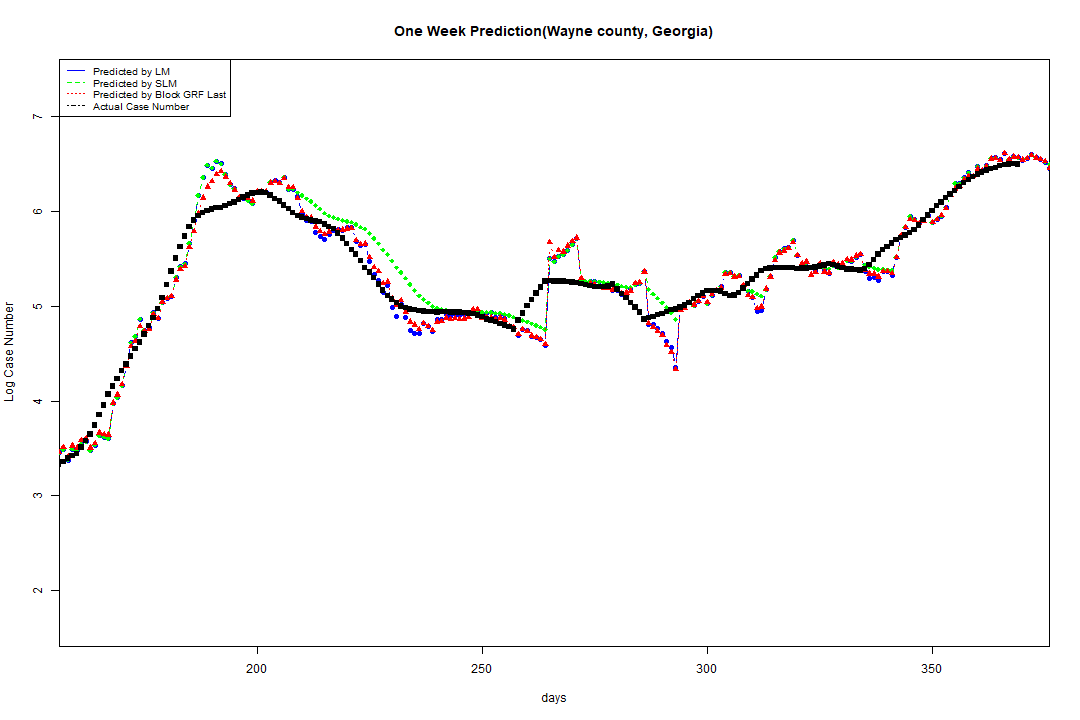 One Week Prediction(Wayne county, Georgia)
Predicted by LM
Predicted by SLM
Predicted by Block GRF Last
Actual Case Number
7
6
5
4
3
2
Log Case Number
200
250
300
350
days